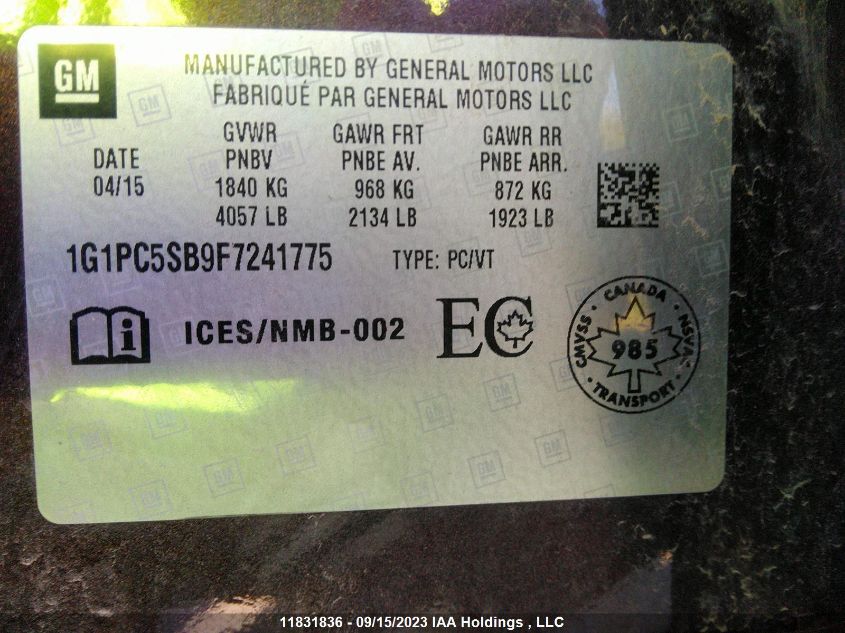 GM
MANUFACTURED BY GENERAL MOTORS LLC
FABRIQUÉ PAR GENERAL MOTORS LLC
GVWR GAWR FRT GAWR RR
DATE PNBV PNBE AV. PNBE ARR.
04/15 1840 KG 968 KG 872 KG
4057 LB 2134 LB 1923 LB
1G1PC5SB9F7241775 TYPE: PC/VT
i ICES/NMB-002 EC
CANADA
CMVSS 985 NSVAC
TRANSPORT
11831836 - 09/15/2023 IAA Holdings , LLC